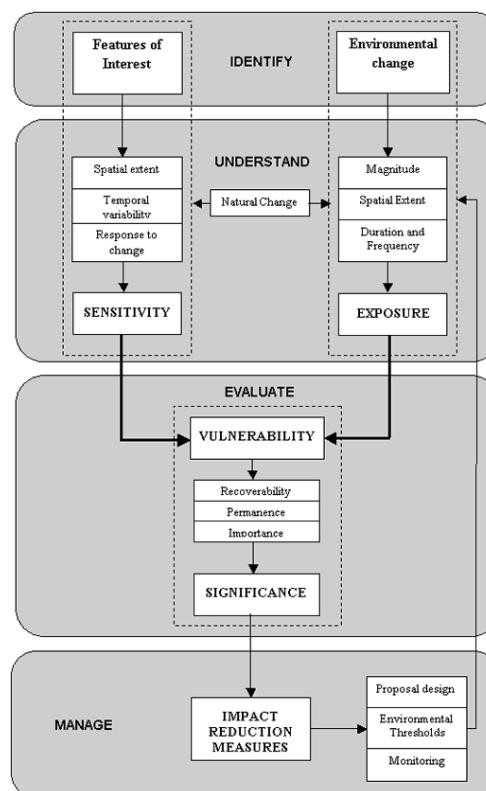 Features of
Interest
IDENTIFY
Environmental
change
UNDERSTAND
Spatial extent
Temporal
variability
Response to
change
Natural Change
Magnitude
Spatial Extent
Duration and
Frequency
SENSITIVITY
EXPOSURE
EVALUATE
VULNERABILITY
Recoverability
Permanence
Importance
SIGNIFICANCE
MANAGE
IMPACT
REDUCTION
MEASURES
Proposal design
Environmental
Thresholds
Monitoring